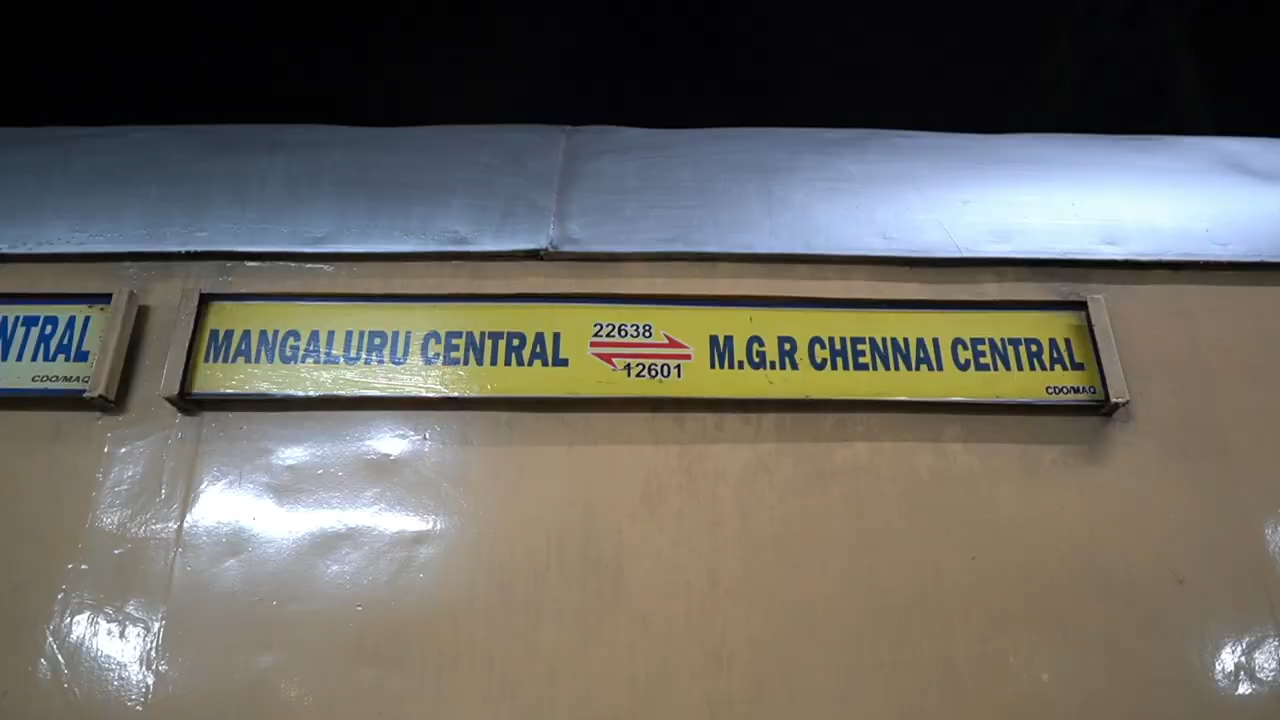 NTRAL
CDO/MAQ
MANGALURU CENTRAL 22638 M.G.R CHENNAI CENTRAL
12601
CDO/MAQ